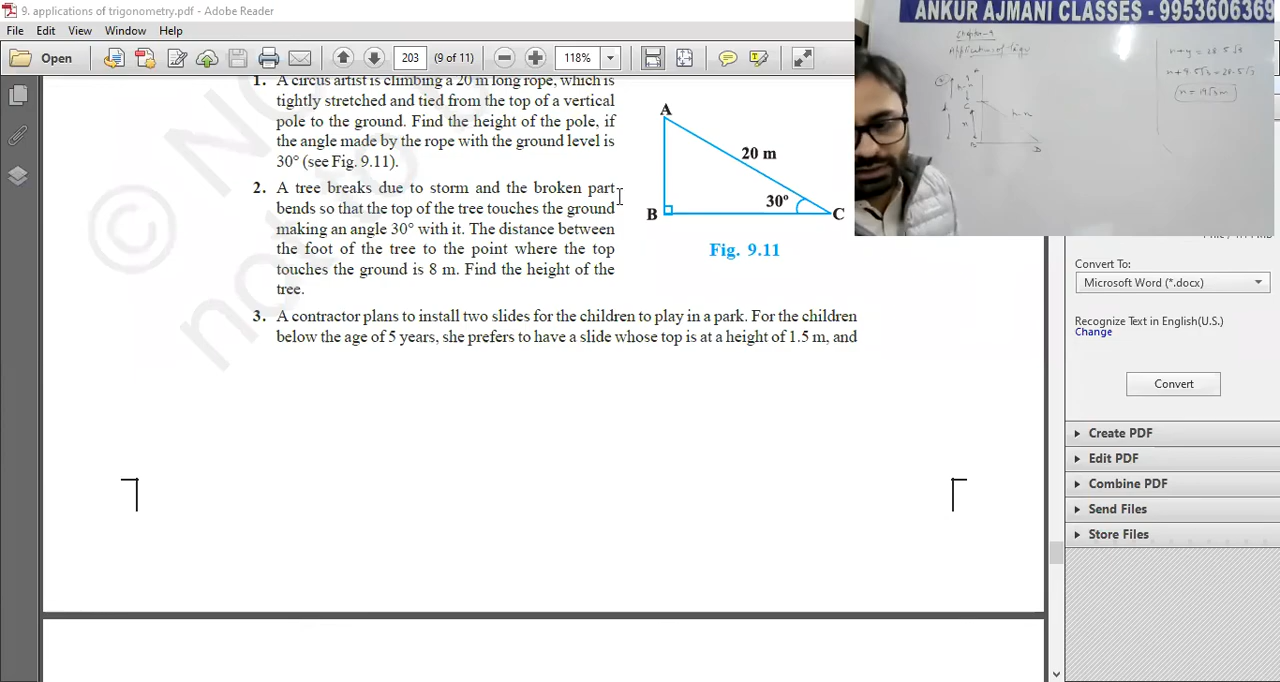 9. applications of trigonometry.pdf - Adobe Reader
File Edit View Window Help
Open 203 (9 of 11) 118%
1. A circus artist is climbing a 20 m long rope, which is
tightly stretched and tied from the top of a vertical
pole to the ground. Find the height of the pole, if
the angle made by the rope with the ground level is
30° (see Fig. 9.11).
2. A tree breaks due to storm and the broken part
bends so that the top of the tree touches the ground
making an angle 30° with it. The distance between
the foot of the tree to the point where the top
touches the ground is 8 m. Find the height of the
tree.
3. A contractor plans to install two slides for the children to play in a park. For the children
below the age of 5 years, she prefers to have a slide whose top is at a height of 1.5 m, and
A
20 m
30°
B
C
Fig. 9.11
©
not
ANKUR AJMANI CLASSES - 9953606369
Chapter-9
Application of
Convert To:
Microsoft Word (*.docx)
Recognize Text in English(U.S.)
Change
Convert
Create PDF
Edit PDF
Combine PDF
Send Files
Store Files